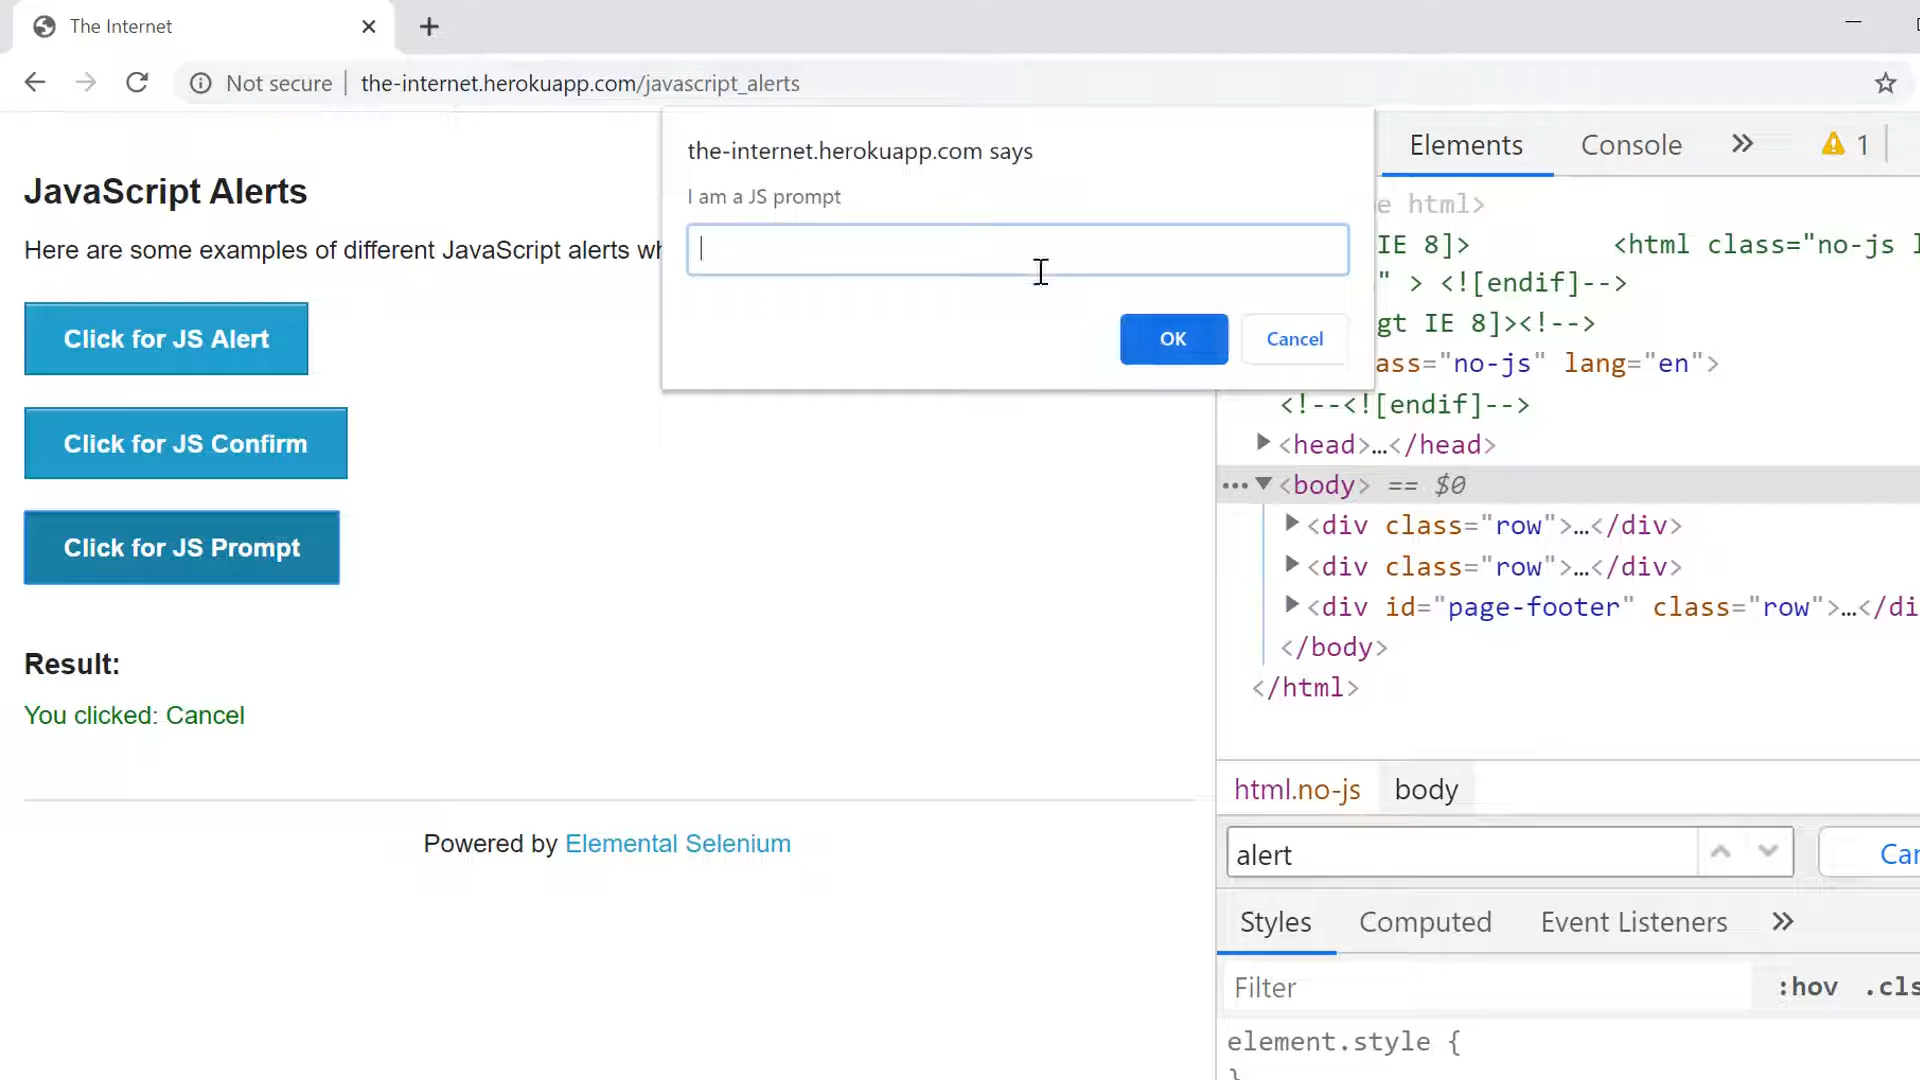 The Internet
Not secure | the-internet.herokuapp.com/javascript_alerts
the-internet.herokuapp.com says
I am a JS prompt
OK
Cancel
JavaScript Alerts
Here are some examples of different JavaScript alerts
Click for JS Alert
Click for JS Confirm
Click for JS Prompt
Result:
You clicked: Cancel
Powered by Elemental Selenium
Elements Console » 1
e html>
IE 8]> <html class="no-js l
" > <![endif]-->
gt IE 8]><!-->
ass="no-js" lang="en">
<!--<![endif]-->
<head>…</head>
<body> == $0
<div class="row">…</div>
<div class="row">…</div>
<div id="page-footer" class="row">…</di
</body>
</html>
html.no-js body
alert
Styles Computed Event Listeners »
Filter :hov .cls
element.style {
}